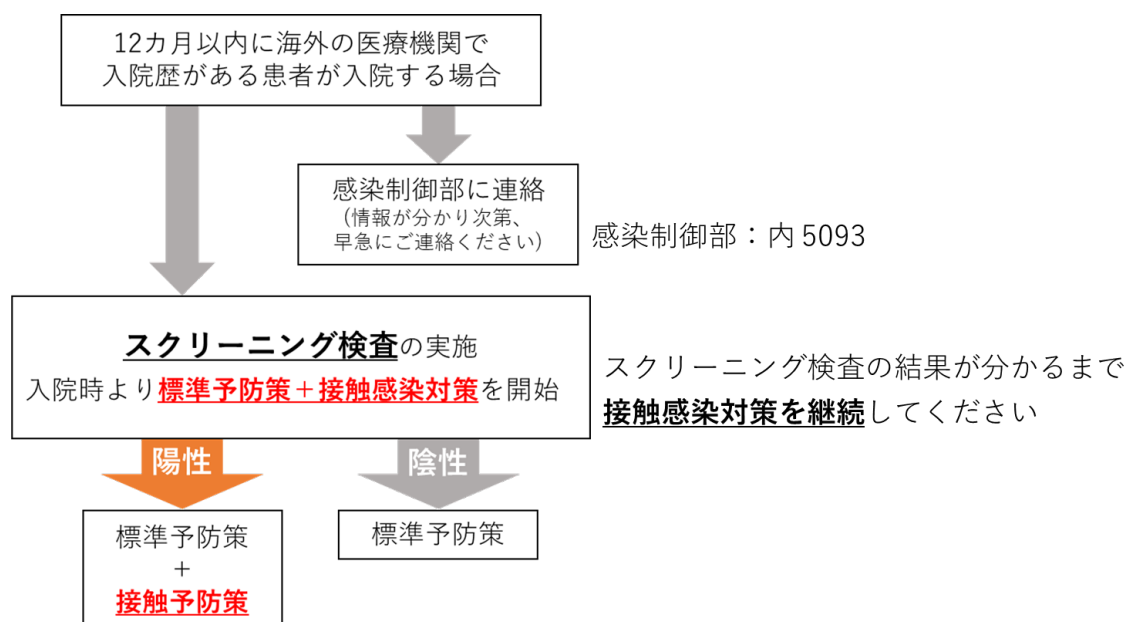 12カ月以内に海外の医療機関で
入院歴がある患者が入院する場合
感染制御部に連絡
（情報が分かり次第、
早急にご連絡ください）
感染制御部：内 5093
スクリーニング検査の実施
入院時より標準予防策＋接触感染対策を開始
スクリーニング検査の結果が分かるまで
接触感染対策を継続してください
陽性
陰性
標準予防策
+
接触予防策
標準予防策